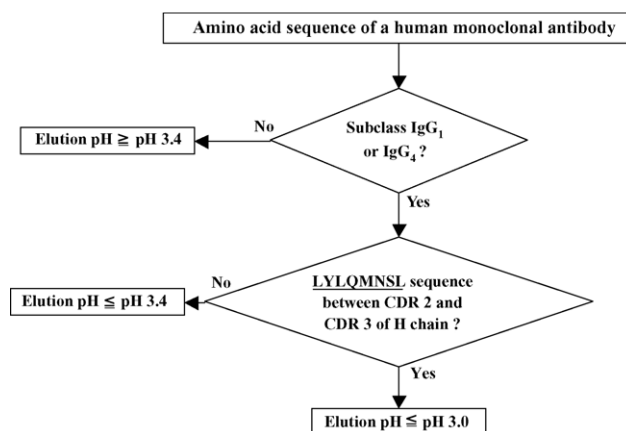 Amino acid sequence of a human monoclonal antibody
No
Subclass IgG₁
or IgG₄ ?
Elution pH ≧ pH 3.4
Yes
No
LYLQMNSL sequence
between CDR 2 and
CDR 3 of H chain ?
Elution pH ≦ pH 3.4
Yes
Elution pH ≦ pH 3.0